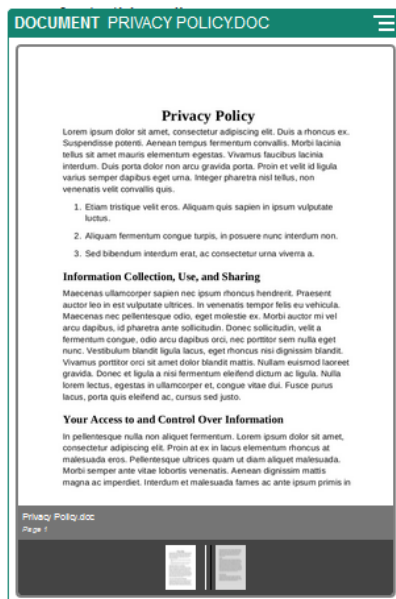 DOCUMENT PRIVACY POLICY.DOC
Privacy Policy
Lorem ipsum dolor sit amet, consectetur adipiscing elit. Duis a rhoncus ex.
Suspendisse potenti. Aenean tempus fermentum convallis. Morbi lacinia
tellus sit amet mauris elementum egestas. Vivamus faucibus lacinia
interdum. Duis porta dolor non arcu gravida porta. Proin et velit id ligula
varius semper dapibus eget urna. Integer pharetra nisl tellus, non
venenatis velit convallis quis.
1. Etiam tristique velit eros. Aliquam quis sapien in ipsum vulputate
luctus.
2. Aliquam fermentum congue turpis, in posuere nunc interdum non.
3. Sed bibendum interdum erat, ac consectetur urna viverra a.
Information Collection, Use, and Sharing
Maecenas ullamcorper sapien nec ipsum rhoncus hendrerit. Praesent
auctor leo in est vulputate ultrices. In venenatis tempor felis eu vehicula.
Maecenas nec pellentesque odio, eget molestie ex. Morbi auctor mi vel
arcu dapibus, id pharetra ante sollicitudin. Donec sollicitudin, velit a
fermentum congue, odio arcu dapibus orci, nec porttitor sem nulla eget
nunc. Vestibulum blandit ligula lacus, eget rhoncus nisi dignissim blandit.
Vivamus porttitor orci sit amet dolor blandit mattis. Nullam euismod laoreet
gravida. Donec et ligula a nisi fermentum eleifend dictum ac ligula. Nulla
lorem lectus, egestas in ullamcorper et, congue vitae dui. Fusce purus
lacus, porta quis eleifend ac, cursus sed justo.
Your Access to and Control Over Information
In pellentesque nulla non aliquet fermentum. Lorem ipsum dolor sit amet,
consectetur adipiscing elit. Proin at ex in lacus elementum rhoncus at
malesuada eros. Pellentesque ultrices quam ut diam aliquet malesuada.
Morbi semper ante vitae lobortis venenatis. Aenean dignissim mattis
magna ac imperdiet. Interdum et malesuada fames ac ante ipsum primis in
Privacy Policy.doc
Page 1